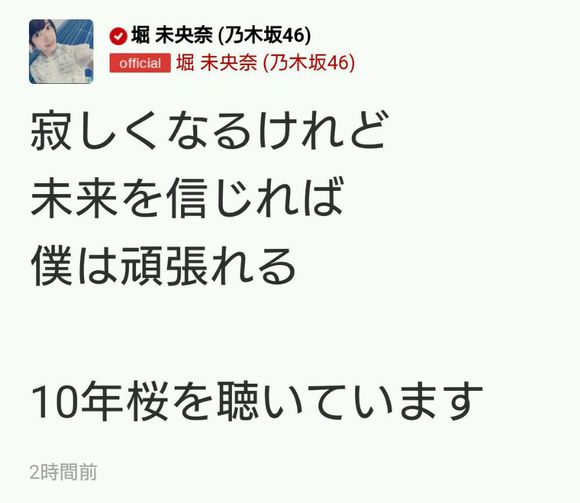 堀 未央奈 (乃木坂46)
official 堀 未央奈 (乃木坂46)
寂しくなるけれど
未来を信じれば
僕は頑張れる
10年桜を聴いています
2時間前